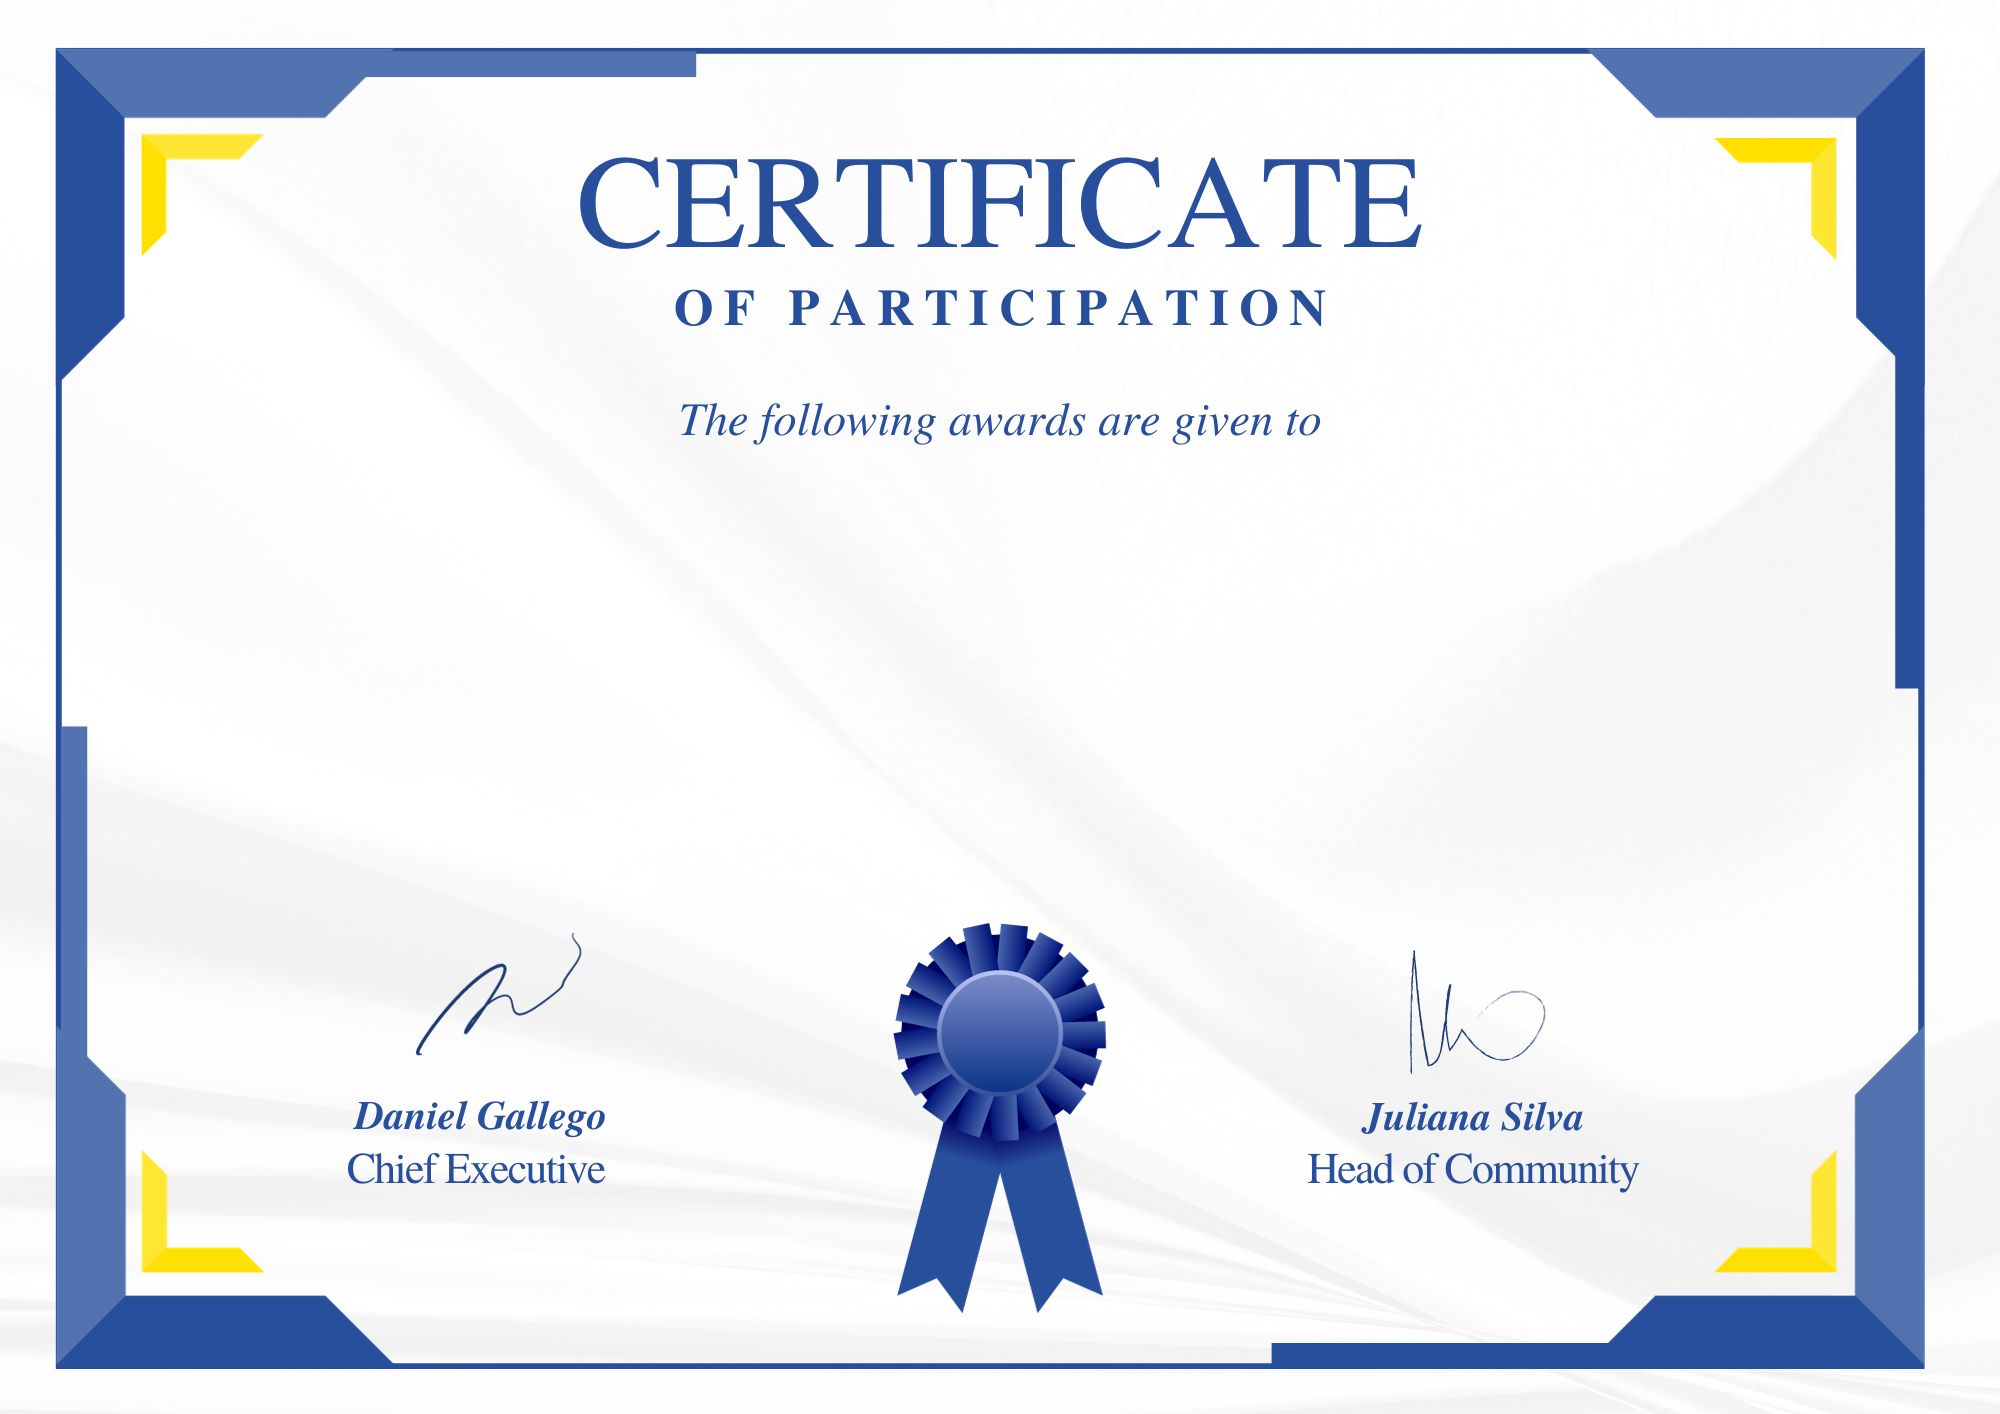 CERTIFICATE
OF PARTICIPATION
The following awards are given to
Daniel Gallego
Chief Executive
Juliana Silva
Head of Community